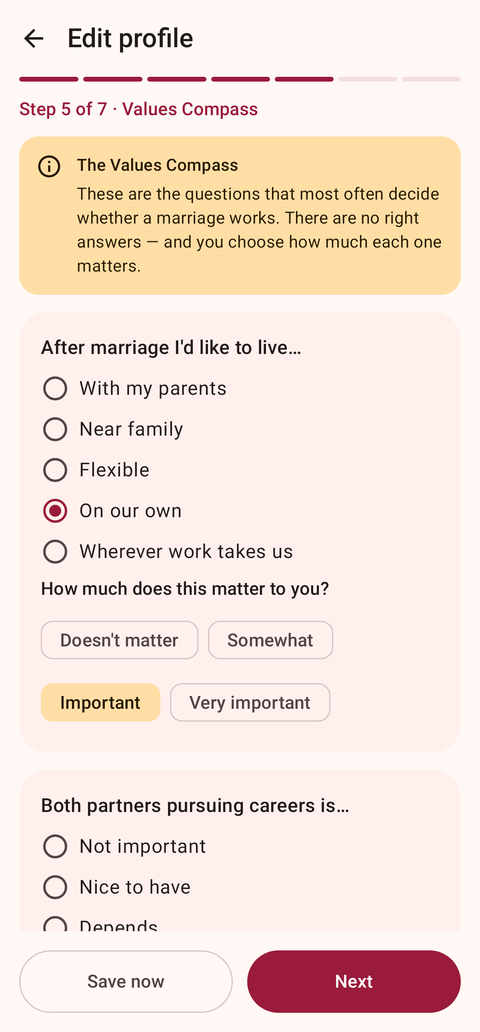 Edit profile
Step 5 of 7 · Values Compass
The Values Compass
These are the questions that most often decide
whether a marriage works. There are no right
answers — and you choose how much each one
matters.
After marriage I'd like to live…
With my parents
Near family
Flexible
On our own
Wherever work takes us
How much does this matter to you?
Doesn't matter
Somewhat
Important
Very important
Both partners pursuing careers is…
Not important
Nice to have
Depends
Save now
Next